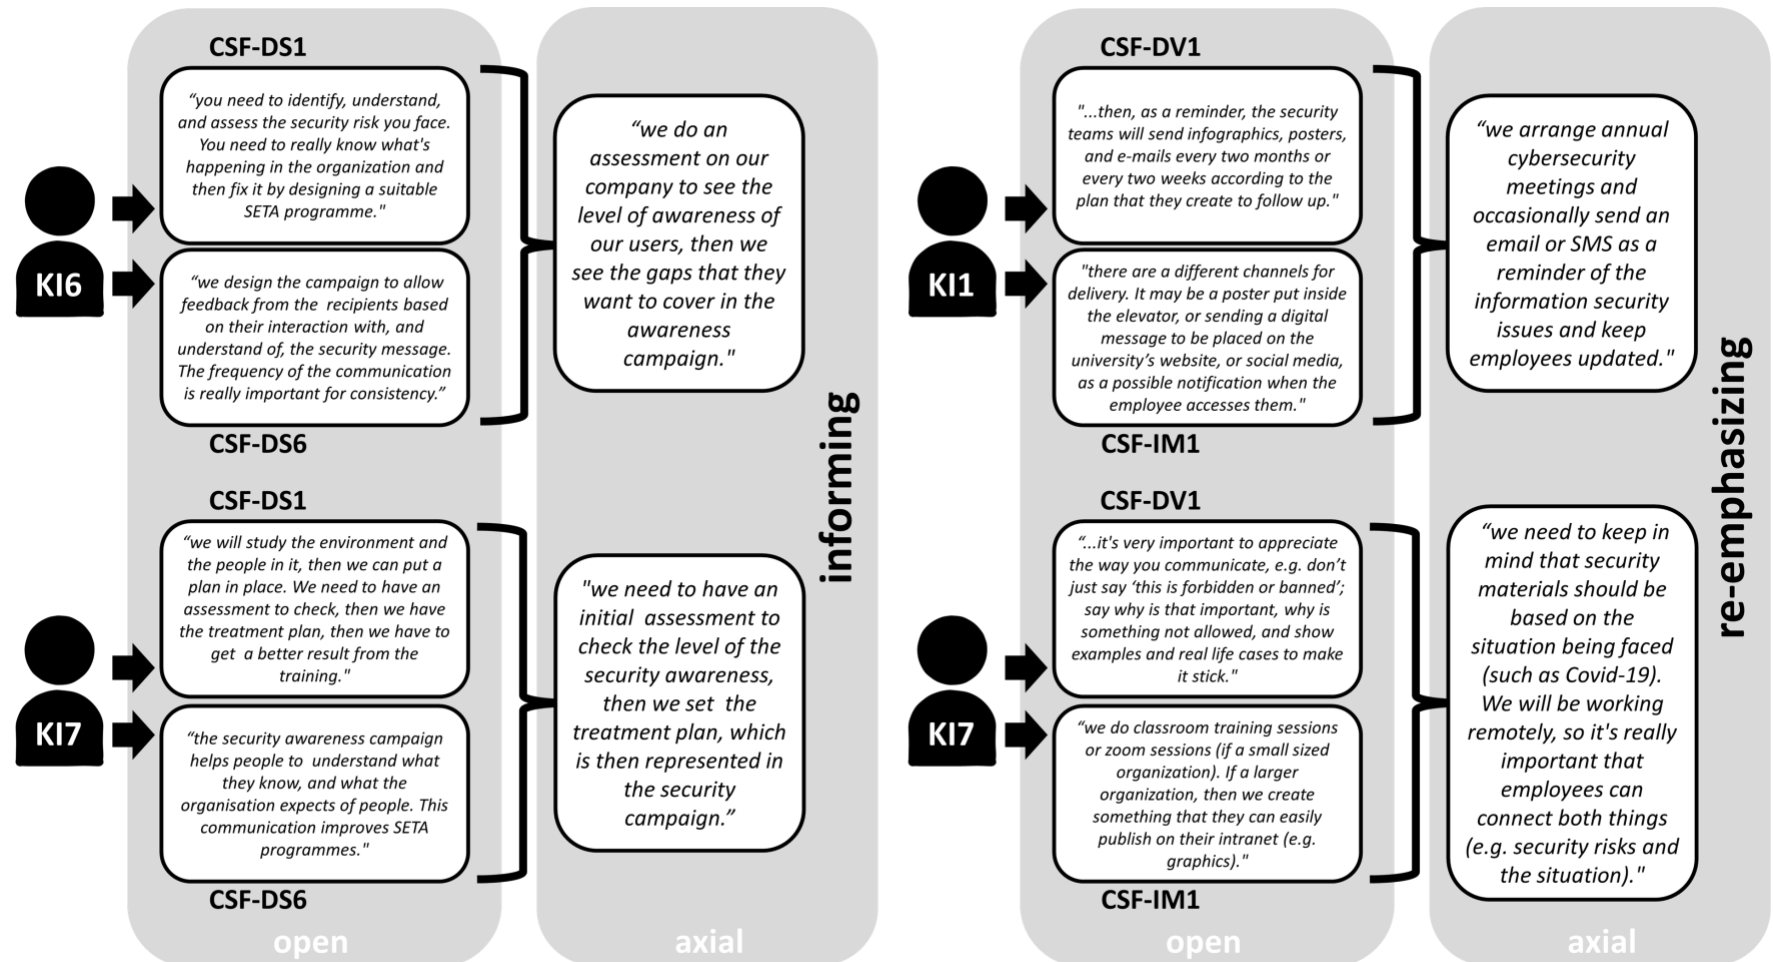 CSF-DS1
“you need to identify, understand,
and assess the security risk you face.
You need to really know what's
happening in the organization and
then fix it by designing a suitable
SETA programme."
KI6
“we design the campaign to allow
feedback from the recipients based
on their interaction with, and
understand of, the security message.
The frequency of the communication
is really important for consistency.”
CSF-DS6
“we do an
assessment on our
company to see the
level of awareness of
our users, then we
see the gaps that they
want to cover in the
awareness
campaign."
CSF-DS1
“we will study the environment and
the people in it, then we can put a
plan in place. We need to have an
assessment to check, then we have
the treatment plan, then we have to
get a better result from the
training."
KI7
“the security awareness campaign
helps people to understand what
they know, and what the
organisation expects of people. This
communication improves SETA
programmes."
CSF-DS6
"we need to have an
initial assessment to
check the level of the
security awareness,
then we set the
treatment plan, which
is then represented in
the security
campaign.”
informing
open
axial
CSF-DV1
"...then, as a reminder, the security
teams will send infographics, posters,
and e-mails every two months or
every two weeks according to the
plan that they create to follow up."
KI1
"there are a different channels for
delivery. It may be a poster put inside
the elevator, or sending a digital
message to be placed on the
university’s website, or social media,
as a possible notification when the
employee accesses them."
CSF-IM1
“we arrange annual
cybersecurity
meetings and
occasionally send an
email or SMS as a
reminder of the
information security
issues and keep
employees updated."
CSF-DV1
“...it's very important to appreciate
the way you communicate, e.g. don’t
just say ‘this is forbidden or banned’;
say why is that important, why is
something not allowed, and show
examples and real life cases to make
it stick."
KI7
“we do classroom training sessions
or zoom sessions (if a small sized
organization). If a larger
organization, then we create
something that they can easily
publish on their intranet (e.g.
graphics)."
CSF-IM1
“we need to keep in
mind that security
materials should be
based on the
situation being faced
(such as Covid-19).
We will be working
remotely, so it's really
important that
employees can
connect both things
(e.g. security risks and
the situation)."
re-emphasizing
open
axial